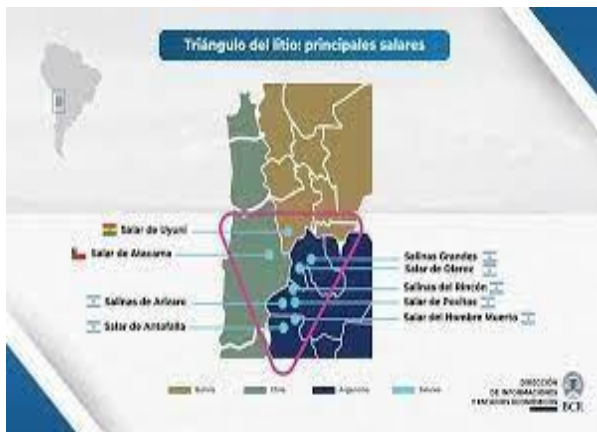 Triángulo del litio: principales salares
Salar de Uyuni
Salar de Atacama
Salinas de Arizaro
Salar de Antofalla
Salinas Grandes
Salar de Olaroz
Salinas del Rincón
Salar de Pocitos
Salar del Hombre Muerto
Bolivia
Chile
Argentina
Salares
DIRECCIÓN
DE INFORMACIONES
Y ESTUDIOS ECONÓMICOS
BCR